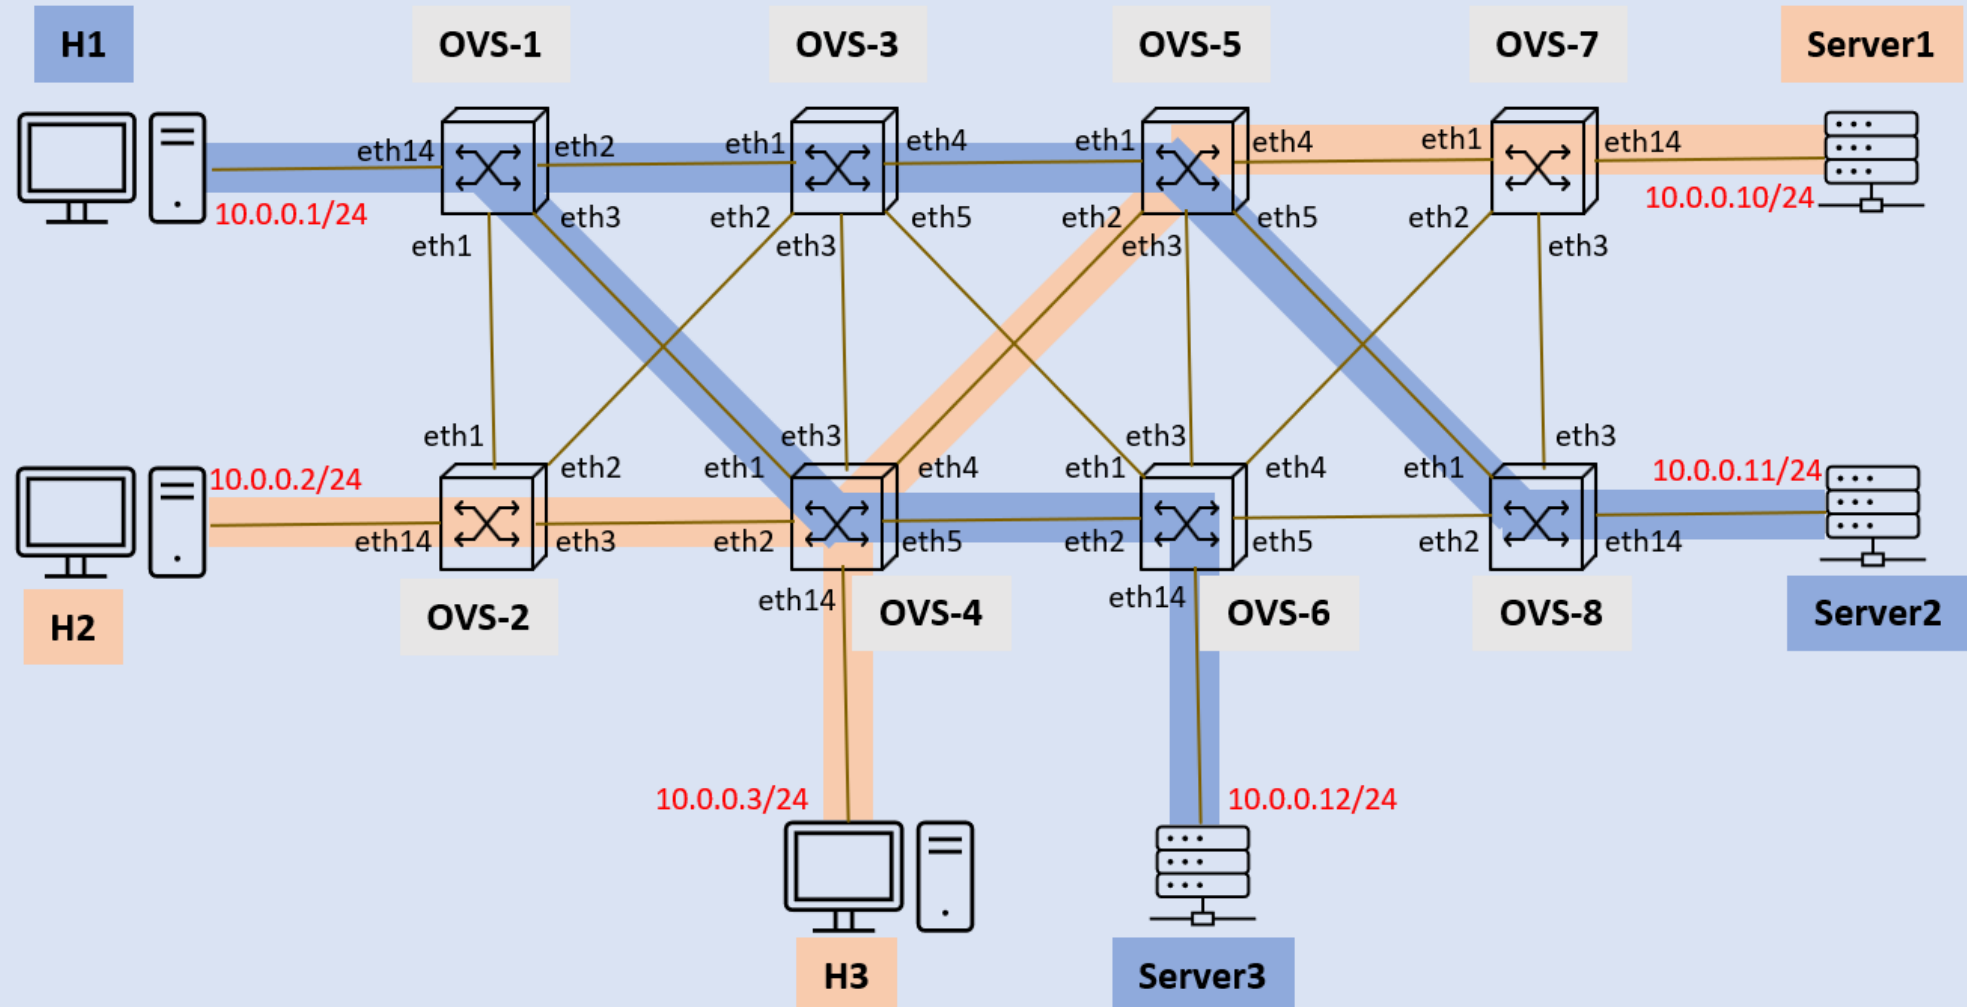 H1
OVS-1
OVS-3
OVS-5
OVS-7
Server1
eth14
eth2
eth1
eth4
eth1
eth4
eth1
eth14
10.0.0.1/24
eth3
eth2
eth5
eth2
eth5
eth2
10.0.0.10/24
eth1
eth3
eth3
eth3
eth1
eth3
eth3
eth3
10.0.0.2/24
eth2
eth1
eth4
eth1
eth4
eth1
10.0.0.11/24
eth14
eth3
eth2
eth5
eth2
eth5
eth2
eth14
H2
OVS-2
eth14
OVS-4
eth14
OVS-6
OVS-8
Server2
10.0.0.3/24
10.0.0.12/24
H3
Server3